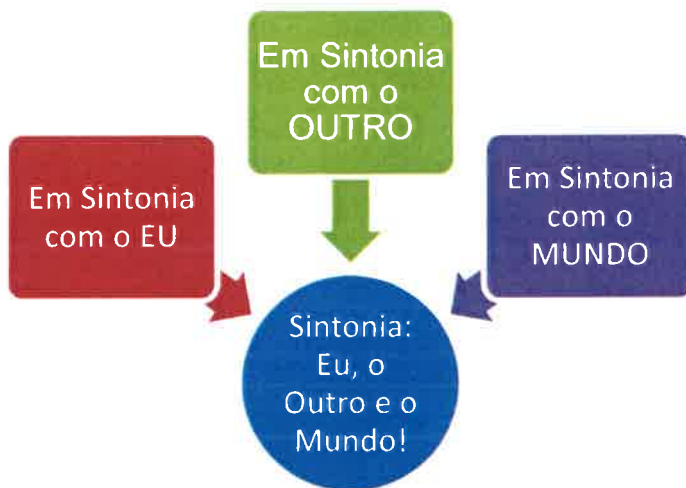 Em Sintonia
com o
OUTRO
Em Sintonia
com o EU
Em Sintonia
com o
MUNDO
Sintonia:
Eu, o
Outro e o
Mundo!